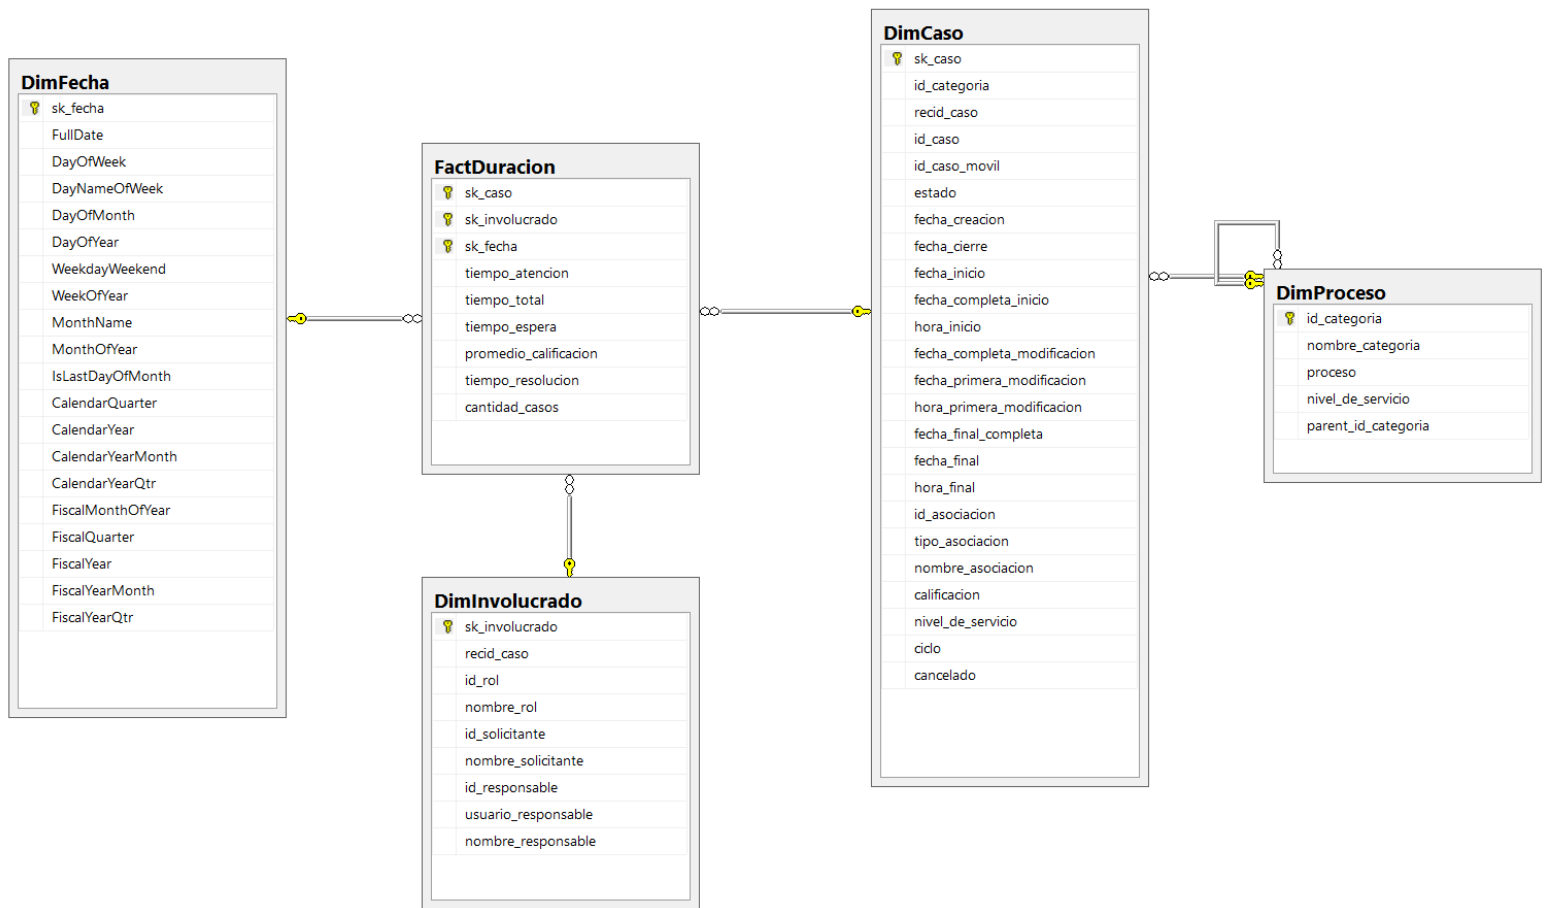 DimFecha
sk_fecha
FullDate
DayOfWeek
DayNameOfWeek
DayOfMonth
DayOfYear
WeekdayWeekend
WeekOfYear
MonthName
MonthOfYear
IsLastDayOfMonth
CalendarQuarter
CalendarYear
CalendarYearMonth
CalendarYearQtr
FiscalMonthOfYear
FiscalQuarter
FiscalYear
FiscalYearMonth
FiscalYearQtr
FactDuracion
sk_caso
sk_involucrado
sk_fecha
tiempo_atencion
tiempo_total
tiempo_espera
promedio_calificacion
tiempo_resolucion
cantidad_casos
DimInvolucrado
sk_involucrado
recid_caso
id_rol
nombre_rol
id_solicitante
nombre_solicitante
id_responsable
usuario_responsable
nombre_responsable
DimCaso
sk_caso
id_categoria
recid_caso
id_caso
id_caso_movil
estado
fecha_creacion
fecha_cierre
fecha_inicio
fecha_completa_inicio
hora_inicio
fecha_completa_modificacion
fecha_primera_modificacion
hora_primera_modificacion
fecha_final_completa
fecha_final
hora_final
id_asociacion
tipo_asociacion
nombre_asociacion
calificacion
nivel_de_servicio
ciclo
cancelado
DimProceso
id_categoria
nombre_categoria
proceso
nivel_de_servicio
parent_id_categoria